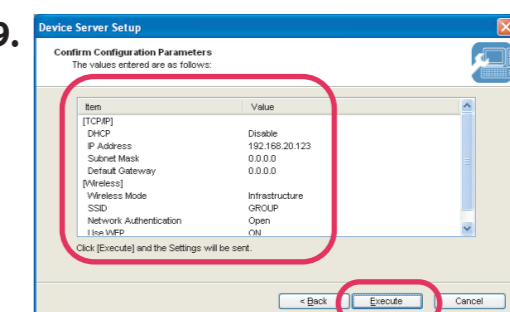 9.
Device Server Setup
Confirm Configuration Parameters
The values entered are as follows:
Item Value
[TCP/IP]
DHCP Disable
IP Address 192.168.20.123
Subnet Mask 0.0.0.0
Default Gateway 0.0.0.0
[Wireless]
Wireless Mode Infrastructure
SSID GROUP
Network Authentication Open
Use WEP ON
Click [Execute] and the Settings will be sent.
< Back Execute Cancel